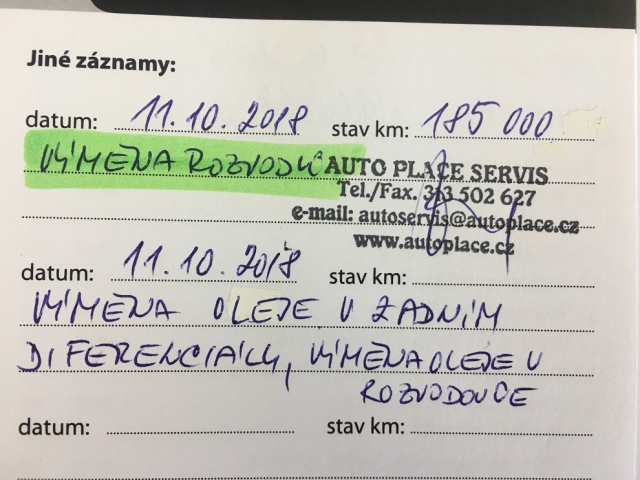 Jiné záznamy:
datum: 11.10.2018 stav km: 185 000
VÝMĚNA ROZVODŮ
AUTO PLACE SERVIS
Tel./Fax. 313 502 627
e-mail: autoservis@autoplace.cz
www.autoplace.cz
datum: 11.10.2018 stav km:
VÝMĚNA OLEJE V ZADNÍM
DIFERENCIÁLU, VÝMĚNA OLEJE V
ROZVODOVCE
datum: stav km: